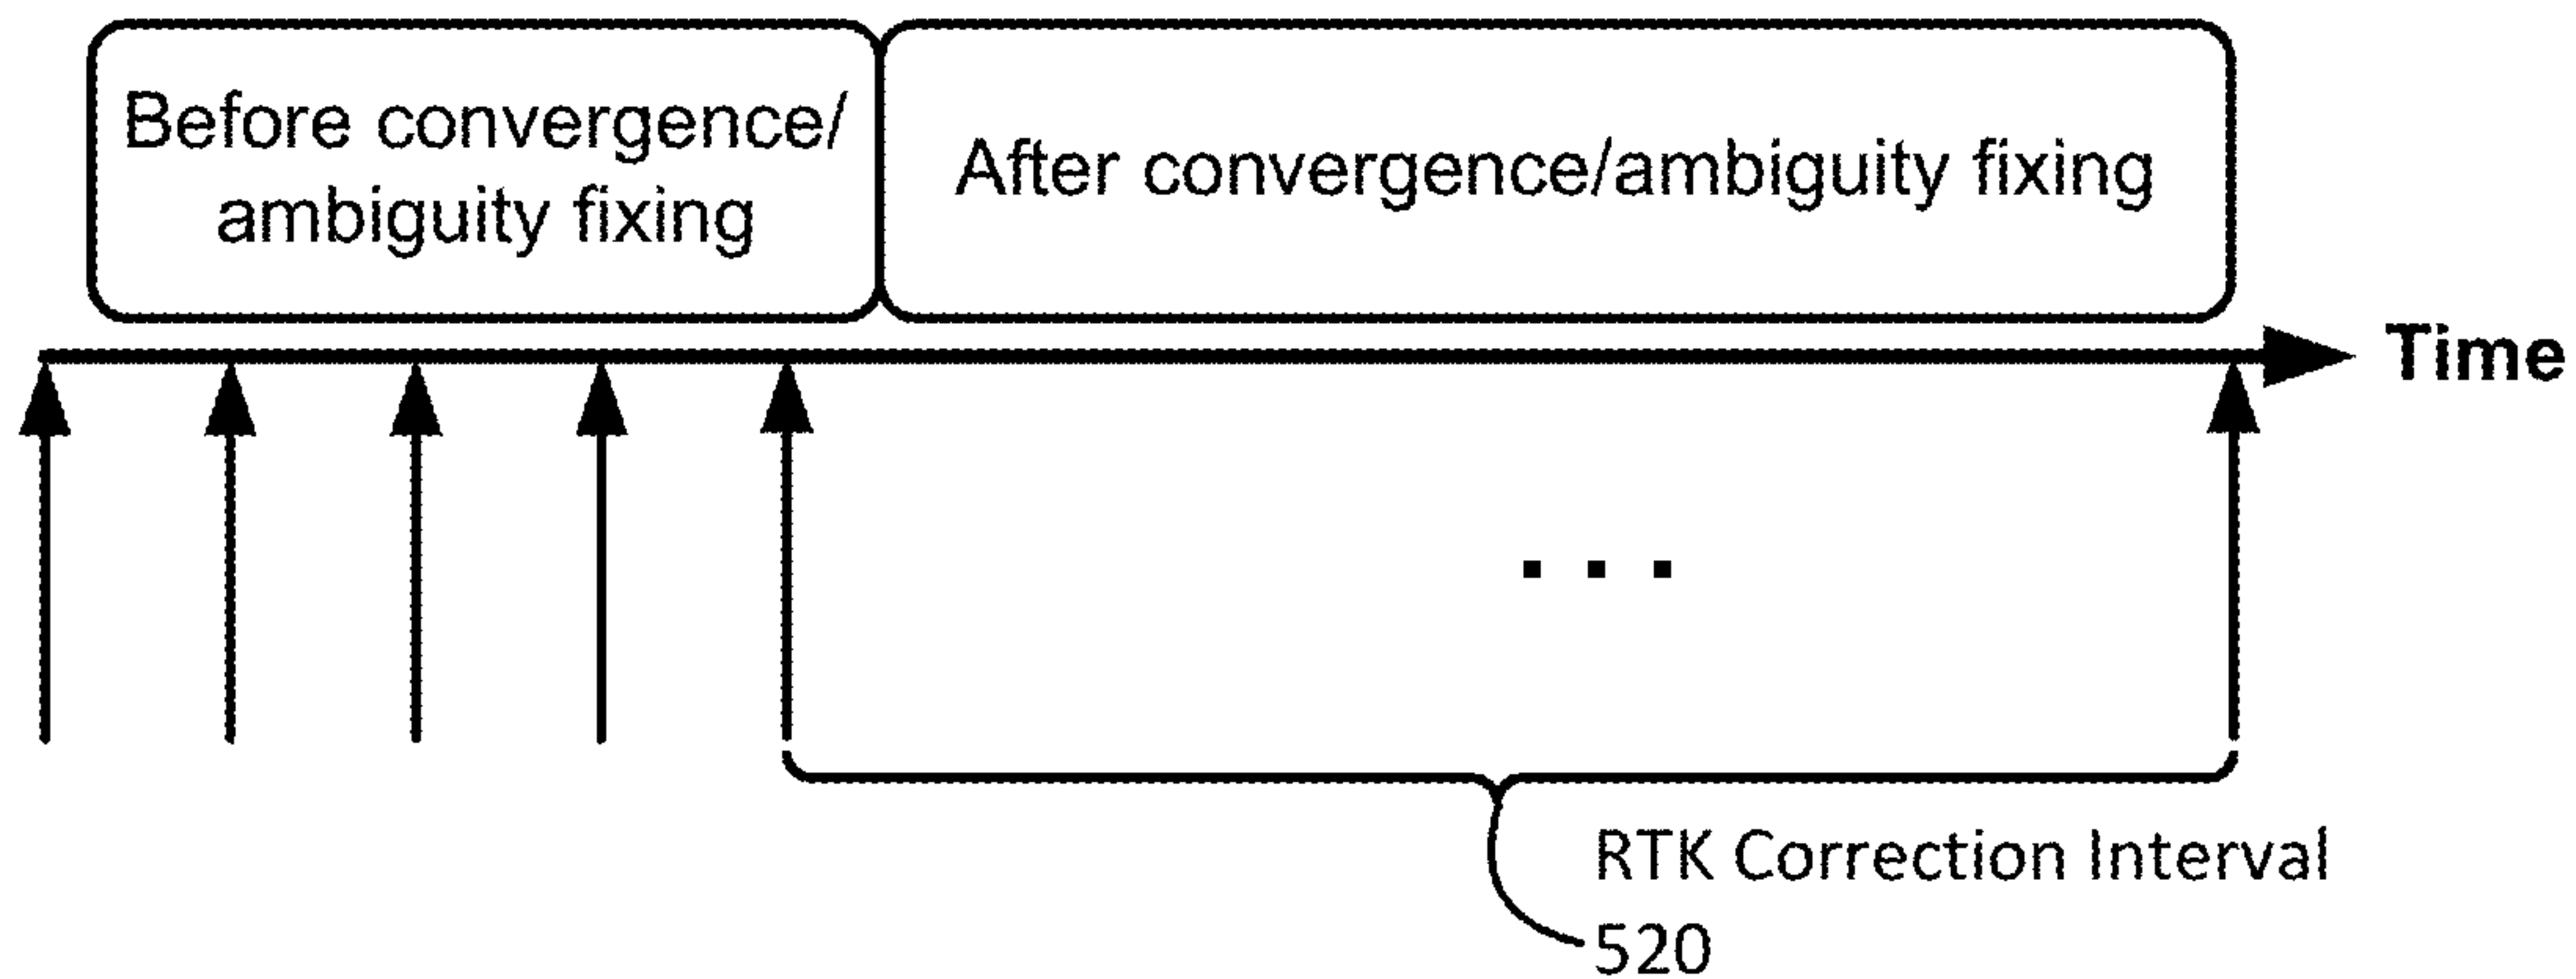 Before convergence/
ambiguity fixing
After convergence/ambiguity fixing
Time
. . .
RTK Correction Interval
520